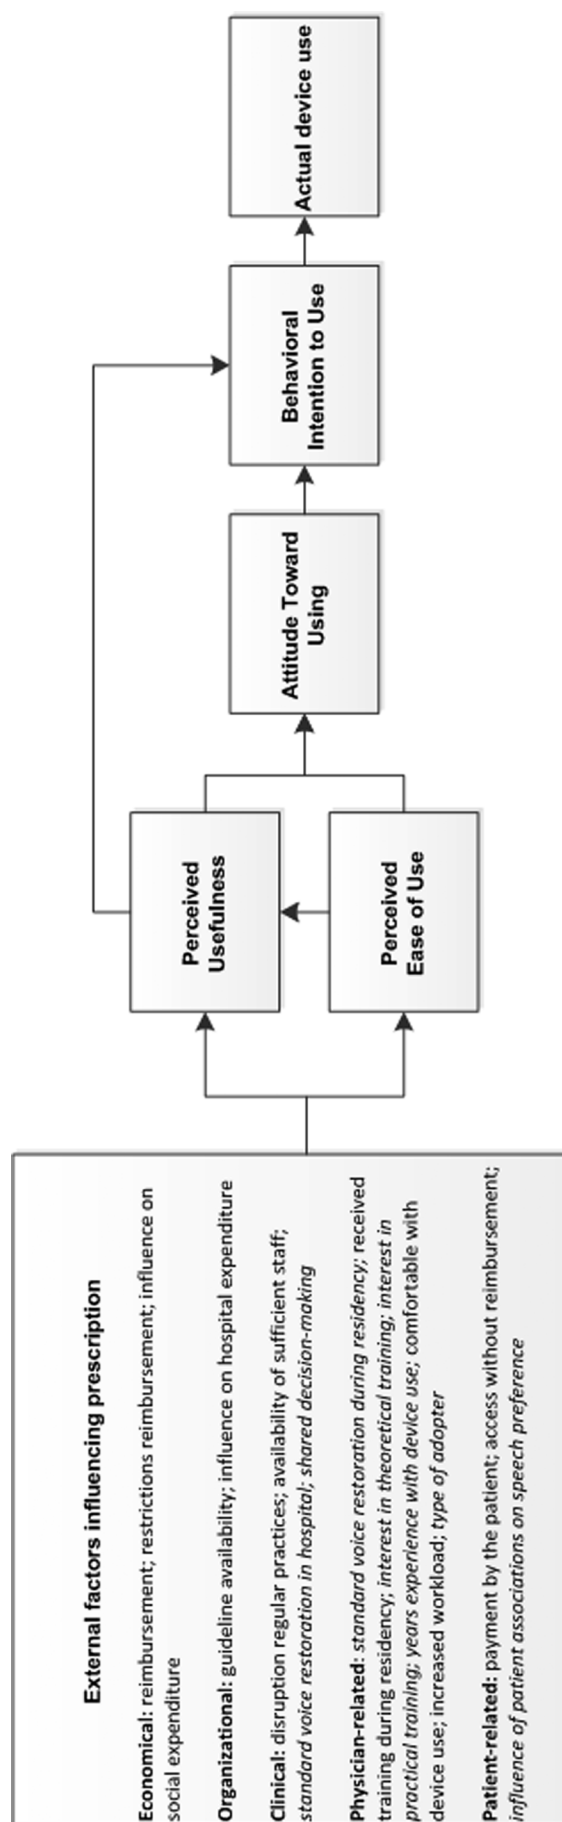 External factors influencing prescription
Economical: reimbursement; restrictions reimbursement; influence on
social expenditure
Organizational: guideline availability; influence on hospital expenditure
Clinical: disruption regular practices; availability of sufficient staff;
standard voice restoration in hospital; shared decision-making
Physician-related: standard voice restoration during residency; received
training during residency; interest in theoretical training; interest in
practical training; years experience with device use; comfortable with
device use; increased workload; type of adopter
Patient-related: payment by the patient; access without reimbursement;
influence of patient associations on speech preference
Perceived
Usefulness
Perceived
Ease of Use
Attitude Toward
Using
Behavioral
Intention to Use
Actual device use